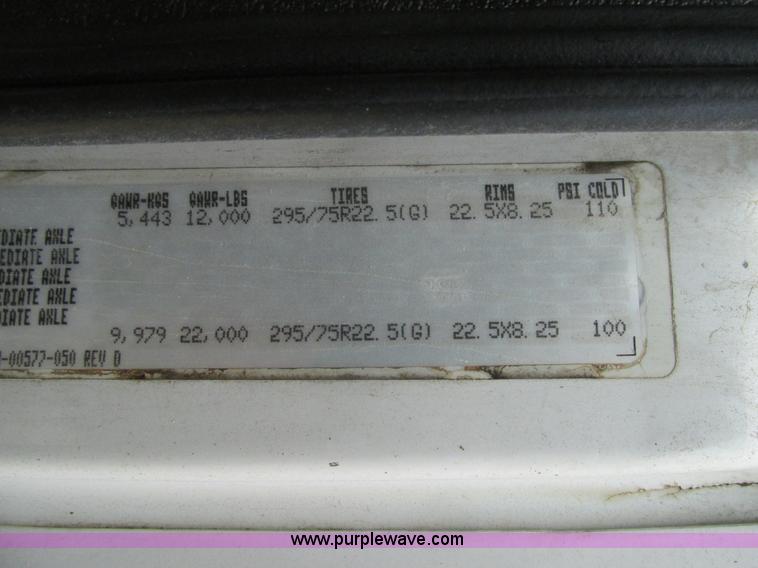 GAWR-KGS GAWR-LBS TIRES RIMS PSI COLD
5,443 12,000 295/75R22.5(G) 22.5X8.25 110
EDIATE AXLE
EDIATE AXLE
EDIATE AXLE
EDIATE AXLE
DIATE AXLE
9,979 22,000 295/75R22.5(G) 22.5X8.25 100
-00577-050 REV D
www.purplewave.com